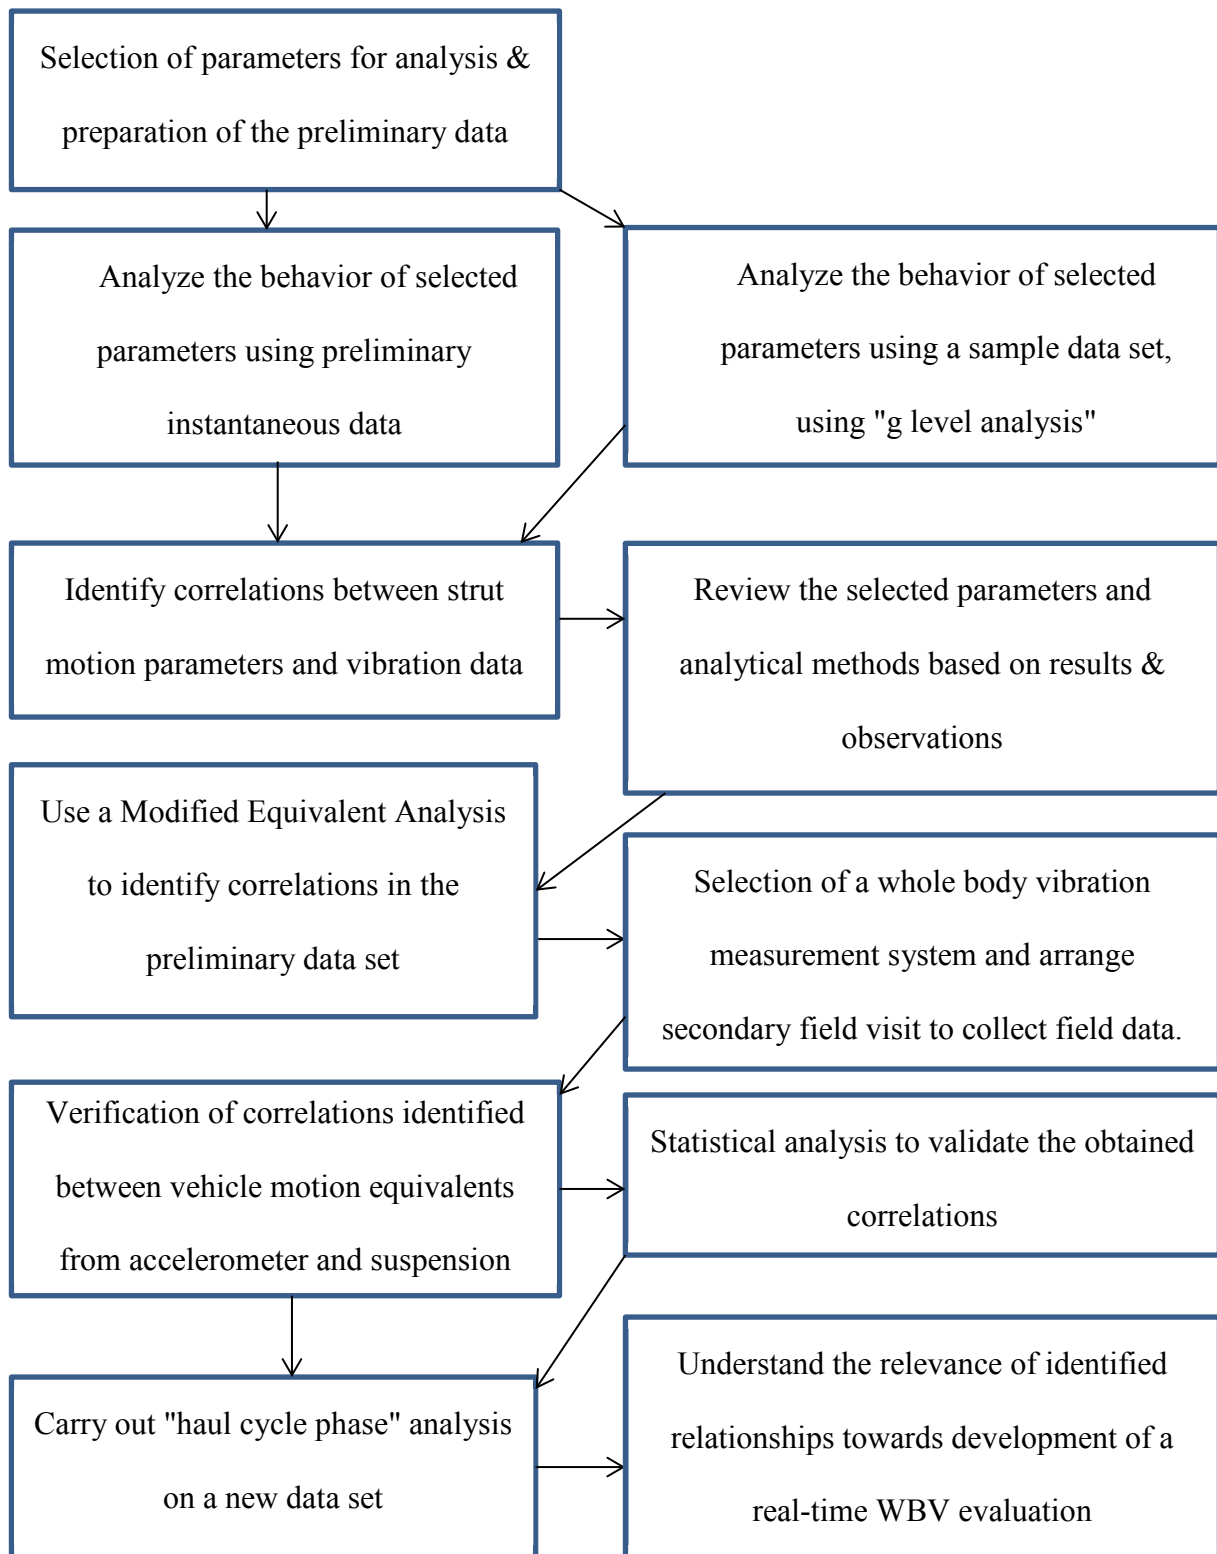 Selection of parameters for analysis &
preparation of the preliminary data
Analyze the behavior of selected
parameters using preliminary
instantaneous data
Analyze the behavior of selected
parameters using a sample data set,
using "g level analysis"
Identify correlations between strut
motion parameters and vibration data
Review the selected parameters and
analytical methods based on results &
observations
Use a Modified Equivalent Analysis
to identify correlations in the
preliminary data set
Selection of a whole body vibration
measurement system and arrange
secondary field visit to collect field data.
Verification of correlations identified
between vehicle motion equivalents
from accelerometer and suspension
Statistical analysis to validate the obtained
correlations
Carry out "haul cycle phase" analysis
on a new data set
Understand the relevance of identified
relationships towards development of a
real-time WBV evaluation